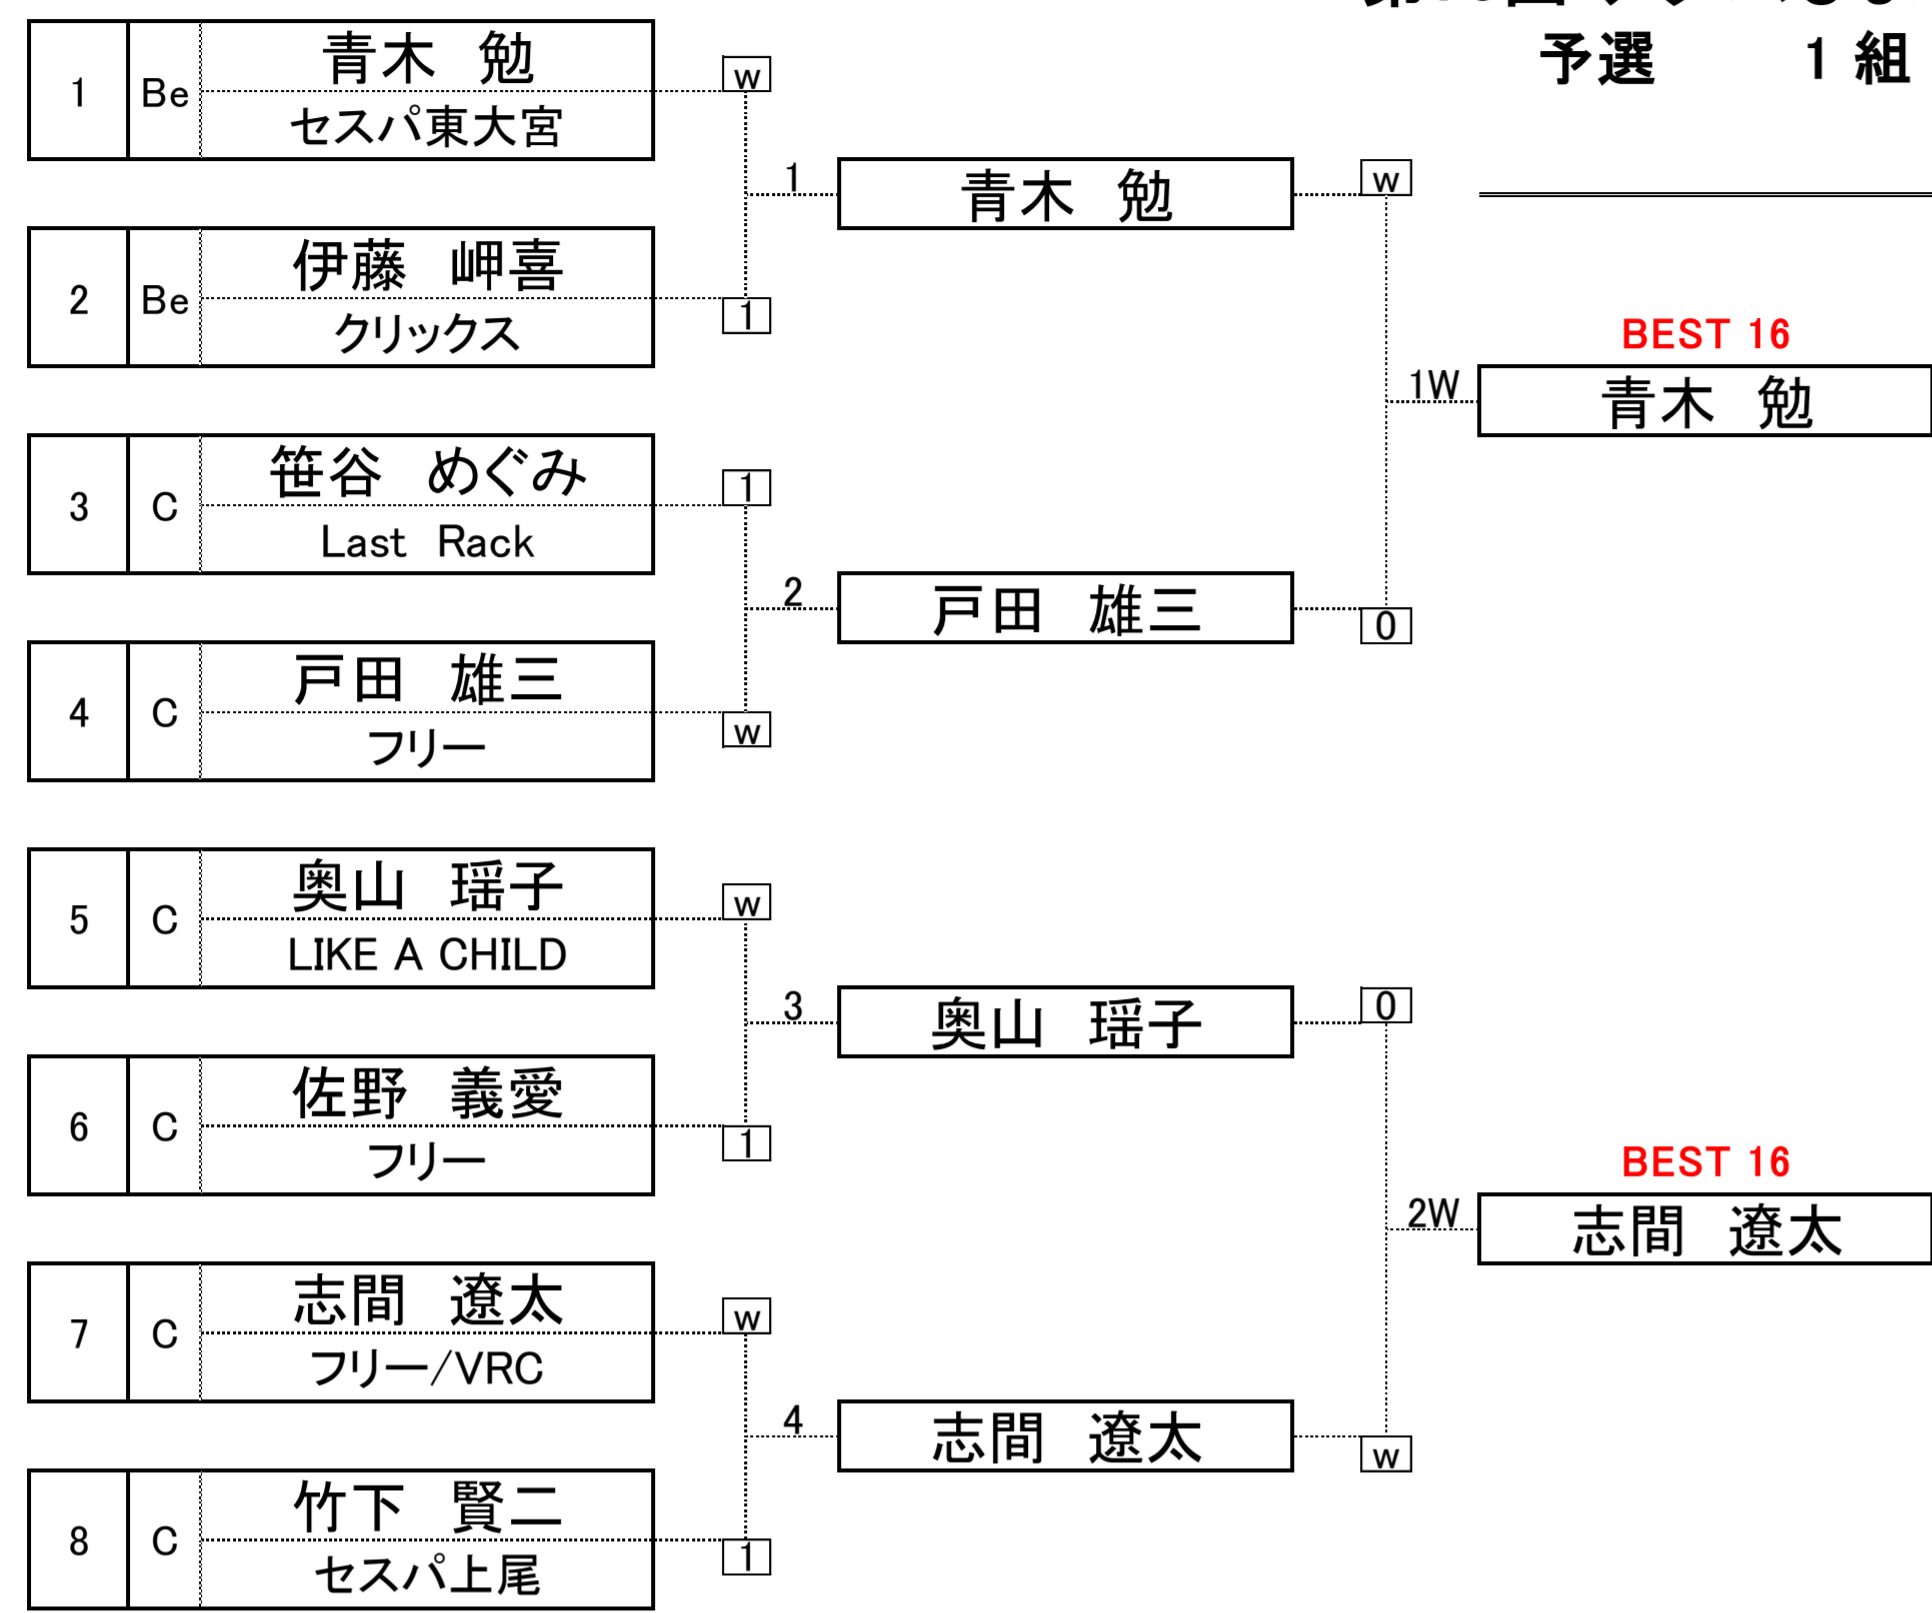 予選 1 組
1 Be 青木 勉
セスパ東大宮
w
1 青木 勉 w
2 Be 伊藤 岬喜
クリックス
1
BEST 16
1W 青木 勉
3 C 笹谷 めぐみ
Last Rack
1
2 戸田 雄三 0
4 C 戸田 雄三
フリー
w
5 C 奥山 瑶子
LIKE A CHILD
w
3 奥山 瑶子 0
6 C 佐野 義愛
フリー
1
BEST 16
2W 志間 遼太
7 C 志間 遼太
フリー/VRC
w
4 志間 遼太 w
8 C 竹下 賢二
セスパ上尾
1